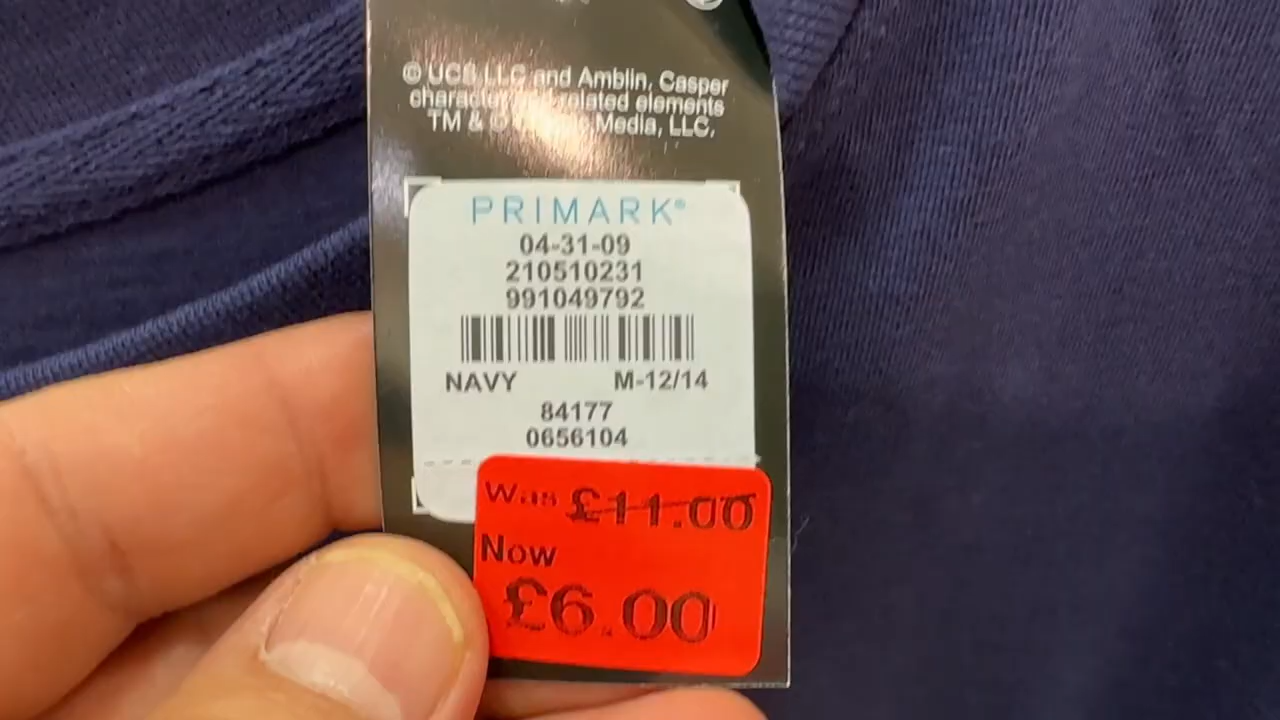 © UCS LLC and Amblin. Casper
character and related elements
TM & © Media, LLC.
PRIMARK®
04-31-09
210510231
991049792
NAVY M-12/14
84177
0656104
Was £11.00
Now
£6.00